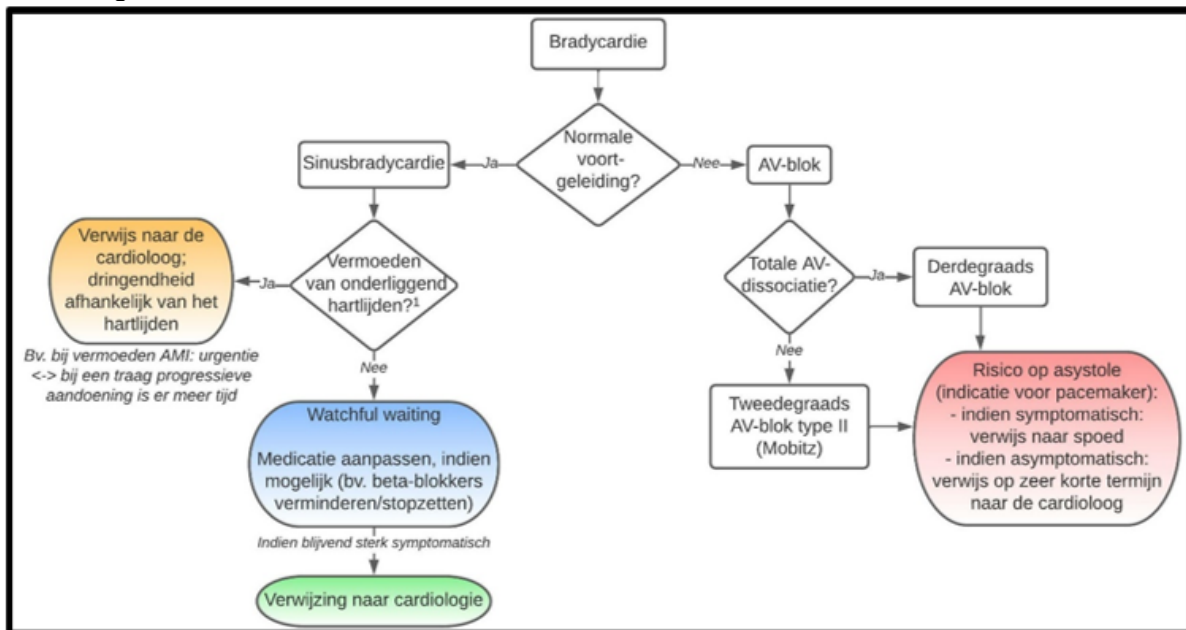 Bradycardie
Normale
voort-
geleiding?
Ja
Nee
Sinusbradycardie
AV-blok
Vermoeden
van onderliggend
hartlijden?¹
Ja
Verwijs naar de
cardioloog;
dringendheid
afhankelijk van het
hartlijden
Bv. bij vermoeden AMI: urgentie
<-> bij een traag progressieve
aandoening is er meer tijd
Nee
Watchful waiting
Medicatie aanpassen, indien
mogelijk (bv. beta-blokkers
verminderen/stopzetten)
Indien blijvend sterk symptomatisch
Verwijzing naar cardiologie
Totale AV-
dissociatie?
Ja
Derdegraads
AV-blok
Nee
Tweedegraads
AV-blok type II
(Mobitz)
Risico op asystole
(indicatie voor pacemaker):
- indien symptomatisch:
verwijs naar spoed
- indien asymptomatisch:
verwijs op zeer korte termijn
naar de cardioloog